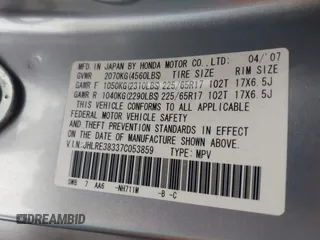 MFD. IN JAPAN BY HONDA MOTOR CO., LTD. 04/'07
GVWR 2070KG(4560LBS) TIRE SIZE RIM SIZE
GAWR F 1050KG(2310LBS) 225/65R17 102T 17X6.5J
GAWR R 1040KG(2290LBS) 225/65R17 102T 17X6.5J
THIS VEHICLE CONFORMS TO ALL APPLICABLE
FEDERAL MOTOR VEHICLE SAFETY AND
THEFT PREVENTION STANDARDS IN EFFECT ON
THE DATE OF MANUFACTURE SHOWN ABOVE.
V.I.N:JHLRE38337C053859 TYPE: MPV
SWB 7 AA6 -NH711M -B -C
DREAMBID